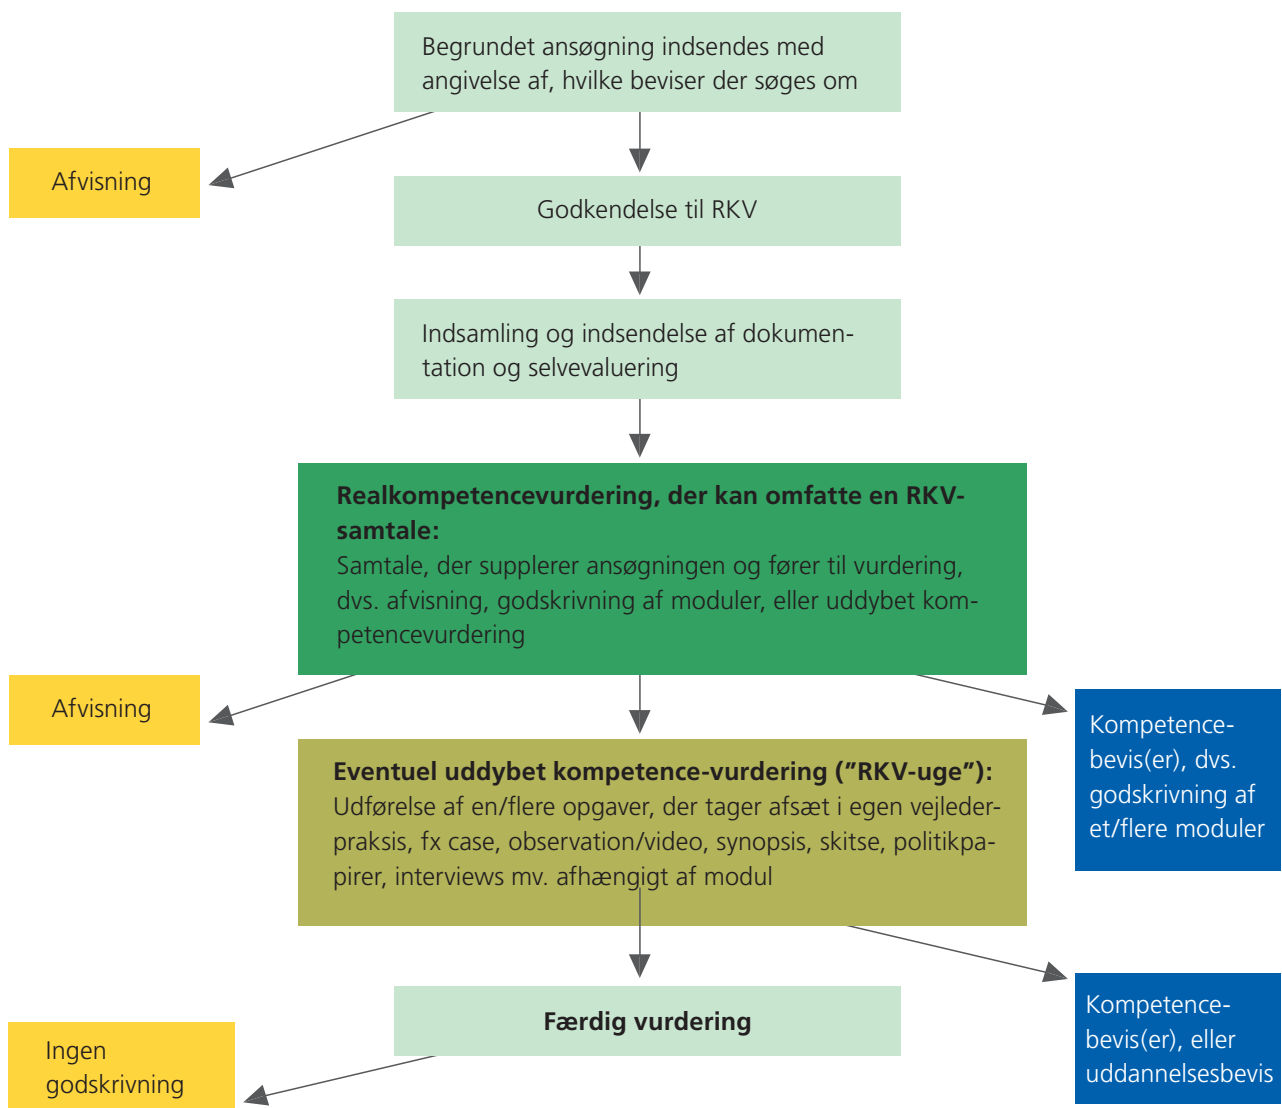 Begrundet ansøgning indsendes med
angivelse af, hvilke beviser der søges om
Afvisning
Godkendelse til RKV
Indsamling og indsendelse af dokumen-
tation og selvevaluering
Realkompetencevurdering, der kan omfatte en RKV-
samtale:
Samtale, der supplerer ansøgningen og fører til vurdering,
dvs. afvisning, godskrivning af moduler, eller uddybet kom-
petencevurdering
Afvisning
Kompetence-
bevis(er), dvs.
godskrivning af
et/flere moduler
Eventuel uddybet kompetence-vurdering (”RKV-uge”):
Udførelse af en/flere opgaver, der tager afsæt i egen vejleder-
praksis, fx case, observation/video, synopsis, skitse, politikpa-
pirer, interviews mv. afhængigt af modul
Færdig vurdering
Kompetence-
bevis(er), eller
uddannelsesbevis
Ingen
godskrivning